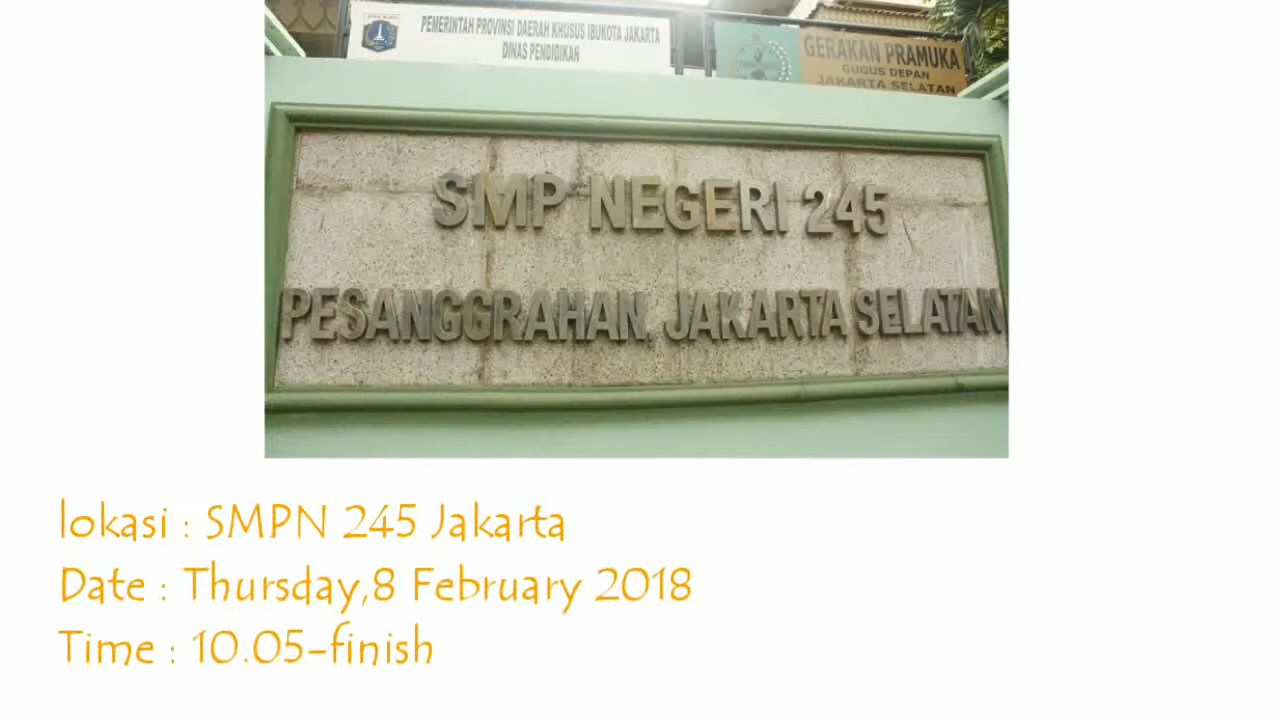 PEMERINTAH PROVINSI DAERAH KHUSUS IBUKOTA JAKARTA
DINAS PENDIDIKAN
GERAKAN PRAMUKA
GUGUS DEPAN
JAKARTA SELATAN
SMP NEGERI 245
PESANGGRAHAN, JAKARTA SELATAN
lokasi : SMPN 245 Jakarta
Date : Thursday,8 February 2018
Time : 10.05-finish